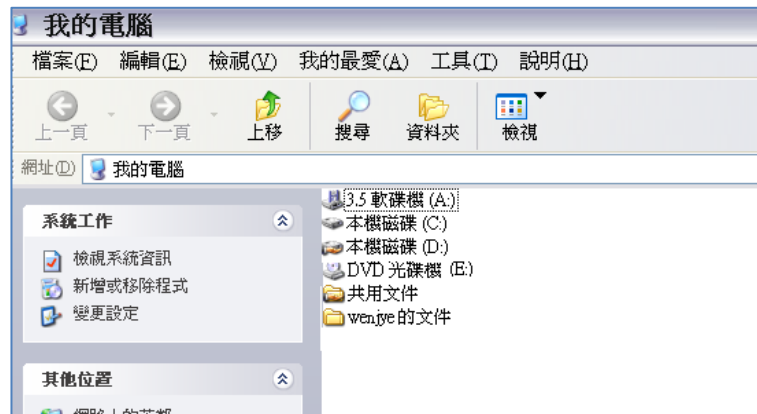 我的電腦
檔案(F) 編輯(E) 檢視(V) 我的最愛(A) 工具(T) 說明(H)
上一頁 下一頁 上移 搜尋 資料夾 檢視
網址(D) 我的電腦
系統工作
檢視系統資訊
新增或移除程式
變更設定
其他位置
3.5 軟碟機 (A:)
本機磁碟 (C:)
本機磁碟 (D:)
DVD 光碟機 (E:)
共用文件
wenjye 的文件